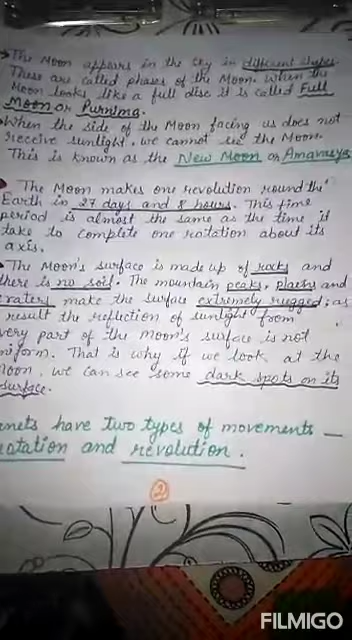 →The Moon appears in the sky in different shapes.
These are called phases of the Moon. When the
Moon looks like a full disc it is called Full
Moon or Purnima.
When the side of the Moon facing us does not
receive sunlight, we cannot see the Moon.
This is known as the New Moon or Amavasya
The Moon makes one revolution round the
Earth in 27 days and 8 hours. This time
period is almost the same as the time it
take to complete one rotation about its
axis.
The Moon's surface is made up of rocks and
there is no soil. The mountain peaks, plains and
craters make the surface extremely rugged; as
result the reflection of sunlight from
very part of the Moon's surface is not
niform. That is why if we look at the
Moon, we can see some dark spots on its
surface.
anets have two types of movements —
rotation and revolution.
2
FILMIGO